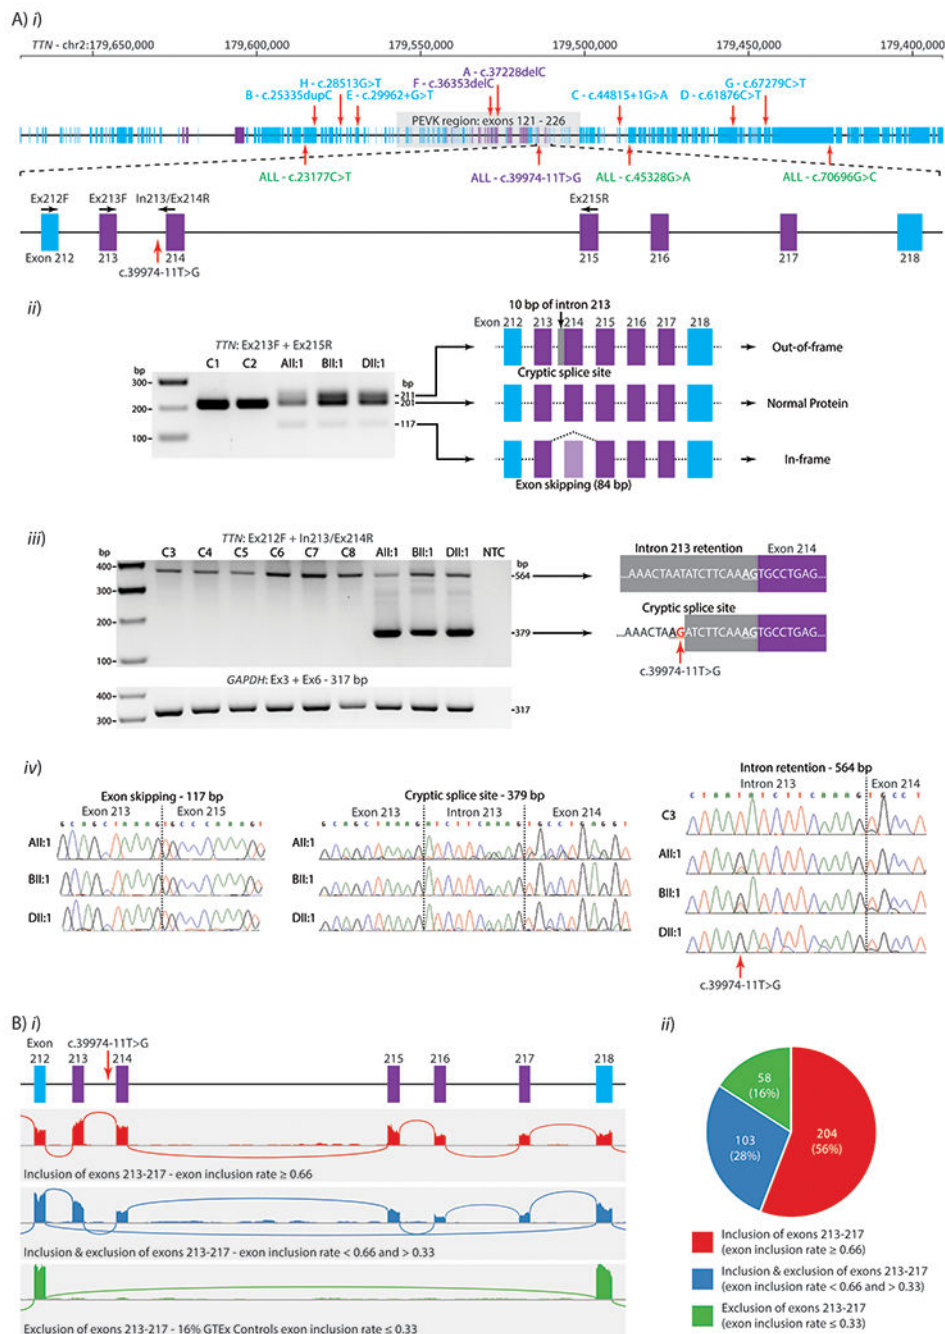 A) i)
TTN - chr2:179,650,000 179,600,000 179,550,000 179,500,000 179,450,000 179,400,000
A - c.37228delC
H - c.28513G>T F - c.36353delC G - c.67279C>T
B - c.25335dupC E - c.29962+G>T C - c.44815+1G>A D - c.61876C>T
PEVK region: exons 121 - 226
ALL - c.23177C>T ALL - c.39974-11T>G ALL - c.45328G>A ALL - c.70696G>C
Ex212F Ex213F In213/Ex214R Ex215R
Exon 212 213 214 215 216 217 218
c.39974-11T>G
ii)
10 bp of intron 213
Exon 212 213 214 215 216 217 218
TTN: Ex213F + Ex215R
bp C1 C2 AII:1 BII:1 DII:1 bp
300
200
100
211
201
117
Out-of-frame
Cryptic splice site
Normal Protein
In-frame
Exon skipping (84 bp)
iii)
TTN: Ex212F + In213/Ex214R
bp C3 C4 C5 C6 C7 C8 AII:1 BII:1 DII:1 NTC bp
400
300
200
100
564
379
Intron 213 retention Exon 214
...AAACTAATATCTTCAAAGTGCCTGAG...
Cryptic splice site
...AAACTAAGATCTTCAAAGTGCCTGAG...
c.39974-11T>G
GAPDH: Ex3 + Ex6 - 317 bp
400
300
317
iv)
Exon skipping - 117 bp
Exon 213 Exon 215
G C A G C T A A A G T G C C C A A A G T
AII:1
BII:1
DII:1
Cryptic splice site - 379 bp
Exon 213 Intron 213 Exon 214
G C A G C T A A A G A T C T T C A A A G T G C C T G A G G T
AII:1
BII:1
DII:1
Intron retention - 564 bp
Intron 213 Exon 214
C T A A T A T C T T C A A A G T G C C T
C3
AII:1
BII:1
DII:1
c.39974-11T>G
B) i)
Exon c.39974-11T>G
212 213 214 215 216 217 218
Inclusion of exons 213-217 - exon inclusion rate ≥ 0.66
Inclusion & exclusion of exons 213-217 - exon inclusion rate < 0.66 and > 0.33
Exclusion of exons 213-217 - 16% GTEx Controls exon inclusion rate ≤ 0.33
ii)
58
(16%)
103
(28%)
204
(56%)
Inclusion of exons 213-217
(exon inclusion rate ≥ 0.66)
Inclusion & exclusion of exons 213-217
(exon inclusion rate < 0.66 and > 0.33)
Exclusion of exons 213-217
(exon inclusion rate ≤ 0.33)